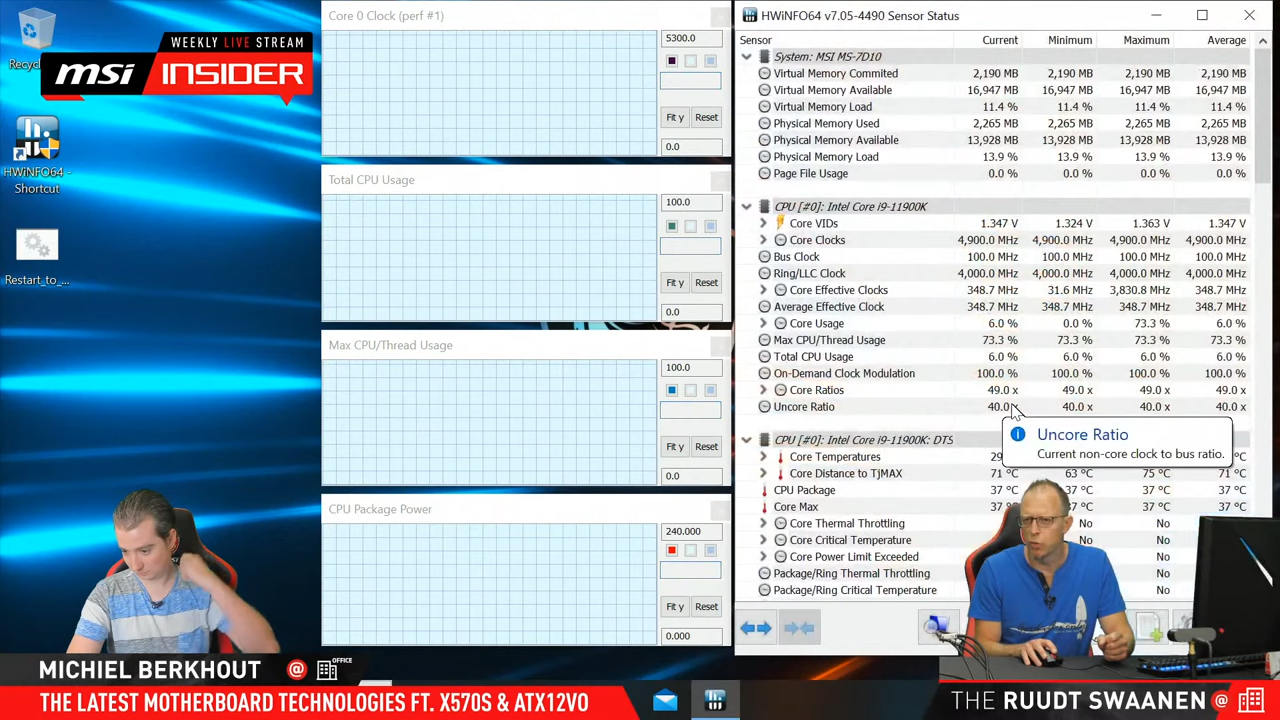 WEEKLY LIVE STREAM
msi INSIDER
HWiNFO64 -
Shortcut
Restart_to_...
Core 0 Clock (perf #1)
5300.0
Fit y Reset
0.0
Total CPU Usage
100.0
Fit y Reset
0.0
Max CPU/Thread Usage
100.0
Fit y Reset
0.0
CPU Package Power
240.000
Fit y Reset
0.000
HWiNFO64 v7.05-4490 Sensor Status
Sensor Current Minimum Maximum Average
System: MSI MS-7D10
Virtual Memory Commited 2,190 MB 2,190 MB 2,190 MB 2,190 MB
Virtual Memory Available 16,947 MB 16,947 MB 16,947 MB 16,947 MB
Virtual Memory Load 11.4 % 11.4 % 11.4 % 11.4 %
Physical Memory Used 2,265 MB 2,265 MB 2,265 MB 2,265 MB
Physical Memory Available 13,928 MB 13,928 MB 13,928 MB 13,928 MB
Physical Memory Load 13.9 % 13.9 % 13.9 % 13.9 %
Page File Usage 0.0 % 0.0 % 0.0 % 0.0 %
CPU [#0]: Intel Core i9-11900K
Core VIDs 1.347 V 1.324 V 1.363 V 1.347 V
Core Clocks 4,900.0 MHz 4,900.0 MHz 4,900.0 MHz 4,900.0 MHz
Bus Clock 100.0 MHz 100.0 MHz 100.0 MHz 100.0 MHz
Ring/LLC Clock 4,000.0 MHz 4,000.0 MHz 4,000.0 MHz 4,000.0 MHz
Core Effective Clocks 348.7 MHz 31.6 MHz 3,830.8 MHz 348.7 MHz
Average Effective Clock 348.7 MHz 348.7 MHz 348.7 MHz 348.7 MHz
Core Usage 6.0 % 0.0 % 73.3 % 6.0 %
Max CPU/Thread Usage 73.3 % 73.3 % 73.3 % 73.3 %
Total CPU Usage 6.0 % 6.0 % 6.0 % 6.0 %
On-Demand Clock Modulation 100.0 % 100.0 % 100.0 % 100.0 %
Core Ratios 49.0 x 49.0 x 49.0 x 49.0 x
Uncore Ratio 40.0 x 40.0 x 40.0 x 40.0 x
Uncore Ratio
Current non-core clock to bus ratio.
CPU [#0]: Intel Core i9-11900K: DTS
Core Temperatures °C
Core Distance to TjMAX 71 °C 63 °C 75 °C 71 °C
CPU Package 37 °C 37 °C 37 °C 37 °C
Core Max 37 °C 37 °C 37 °C
Core Thermal Throttling No No
Core Critical Temperature No
Core Power Limit Exceeded No
Package/Ring Thermal Throttling No
Package/Ring Critical Temperature No
MICHIEL BERKHOUT @ OFFICE
THE LATEST MOTHERBOARD TECHNOLOGIES FT. X570S & ATX12VO
THE RUUDT SWAANEN @